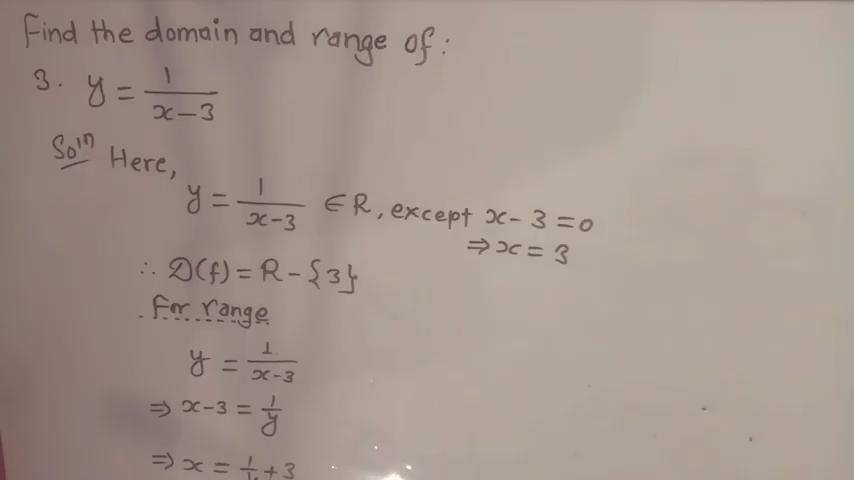 Find the domain and range of:
3. y = 1/(x-3)
Sol^n Here,
y = 1/(x-3) ∈ R, except x-3=0
⇒ x = 3
∴ D(f) = R - {3}
For range
y = 1/(x-3)
⇒ x-3 = 1/y
⇒ x = 1/y + 3